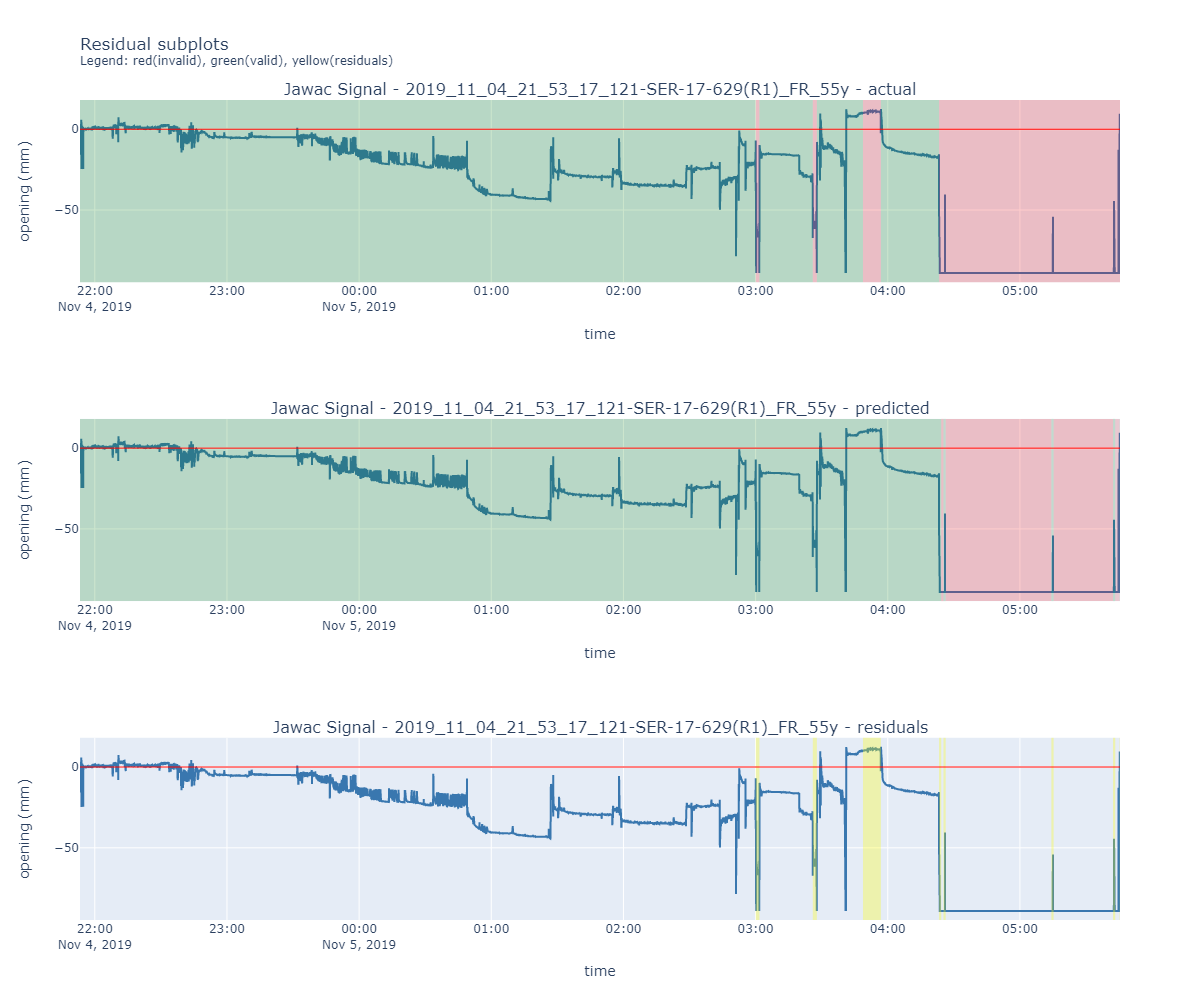 Residual subplots
Legend: red(invalid), green(valid), yellow(residuals)
Jawac Signal - 2019_11_04_21_53_17_121-SER-17-629(R1)_FR_55y - actual
opening (mm)
0
−50
22:00 23:00 00:00 01:00 02:00 03:00 04:00 05:00
Nov 4, 2019 Nov 5, 2019
time
Jawac Signal - 2019_11_04_21_53_17_121-SER-17-629(R1)_FR_55y - predicted
opening (mm)
0
−50
22:00 23:00 00:00 01:00 02:00 03:00 04:00 05:00
Nov 4, 2019 Nov 5, 2019
time
Jawac Signal - 2019_11_04_21_53_17_121-SER-17-629(R1)_FR_55y - residuals
opening (mm)
0
−50
22:00 23:00 00:00 01:00 02:00 03:00 04:00 05:00
Nov 4, 2019 Nov 5, 2019
time